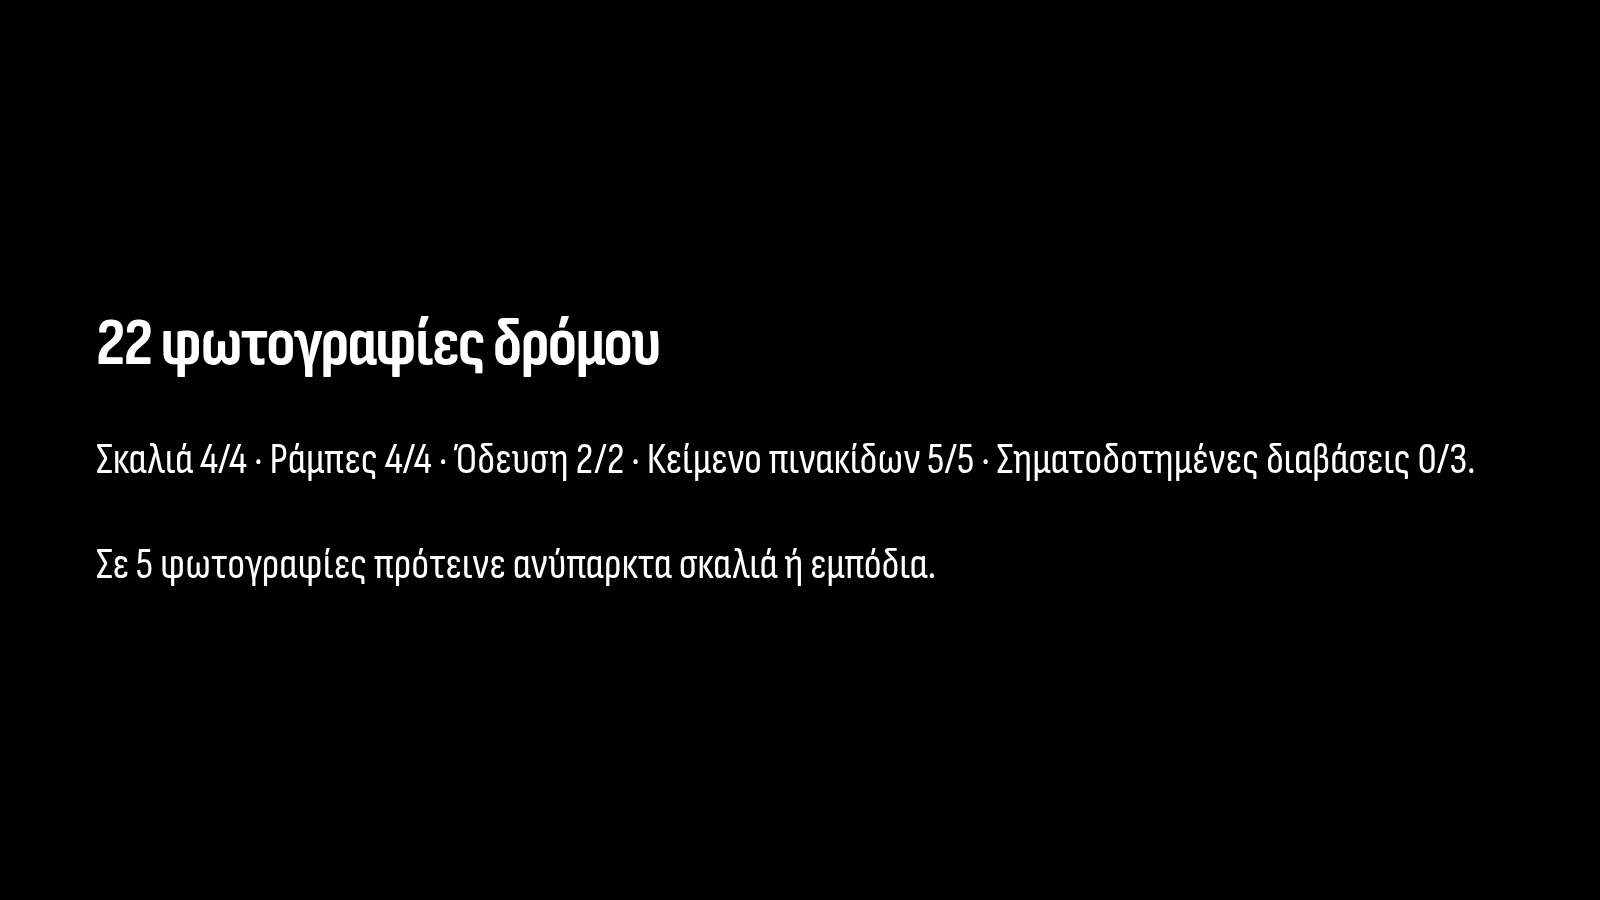 22 φωτογραφίες δρόμου
Σκαλιά 4/4 · Ράμπες 4/4 · Όδευση 2/2 · Κείμενο πινακίδων 5/5 · Σηματοδοτημένες διαβάσεις 0/3.
Σε 5 φωτογραφίες πρότεινε ανύπαρκτα σκαλιά ή εμπόδια.